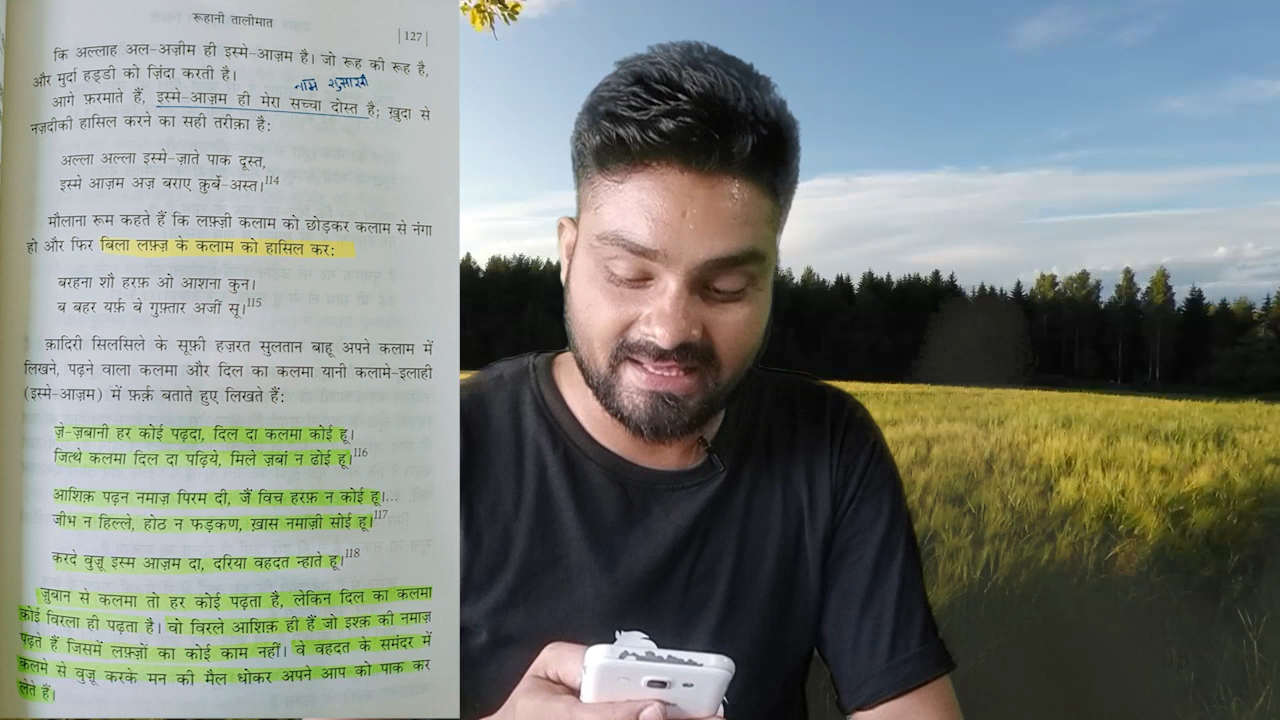 रूहानी तालीमात
|127|
कि अल्लाह अल-अज़ीम ही इस्मे-आज़म है। जो रूह की रूह है,
और मुर्दा हड्डी को ज़िंदा करती है।
नाम
आगे फ़रमाते हैं, इस्मे-आज़म ही मेरा सच्चा दोस्त है; ख़ुदा से
नज़दीकी हासिल करने का सही तरीक़ा है:
अल्ला अल्ला इस्मे-ज़ाते पाक दूस्त,
इस्मे आज़म अज़ बराए क़ुर्बे-अस्त।114
मौलाना रूम कहते हैं कि लफ़्ज़ी कलाम को छोड़कर कलाम से नंगा
हो और फिर बिला लफ़्ज़ के कलाम को हासिल कर:
बरहना शौ हरफ़ ओ आशना कुन।
ब बहर यर्फ़ बे गुफ़्तार अजीं सू।115
क़ादिरी सिलसिले के सूफ़ी हज़रत सुलतान बाहू अपने कलाम में
लिखने, पढ़ने वाला कलमा और दिल का कलमा यानी कलामे-इलाही
(इस्मे-आज़म) में फ़र्क़ बताते हुए लिखते हैं:
ज़े-ज़बानी हर कोई पढ़दा, दिल दा कलमा कोई हू।
जित्थे कलमा दिल दा पढ़िये, मिले ज़बां न ढोई हू।116
आशिक़ पढ़न नमाज़ पिरम दी, जैं विच हरफ़ न कोई हू।...
जीभ न हिल्ले, होठ न फड़कण, ख़ास नमाज़ी सोई हू।117
करदे वुज़ू इस्म आज़म दा, दरिया वहदत न्हाते हू।118
ज़ुबान से कलमा तो हर कोई पढ़ता है, लेकिन दिल का कलमा
कोई विरला ही पढ़ता है। वो विरले आशिक़ ही हैं जो इश्क़ की नमाज़
पढ़ते हैं जिसमें लफ़्ज़ों का कोई काम नहीं। वे वहदत के समंदर में
कलमे से वुज़ू करके मन की मैल धोकर अपने आप को पाक कर
लेते हैं।